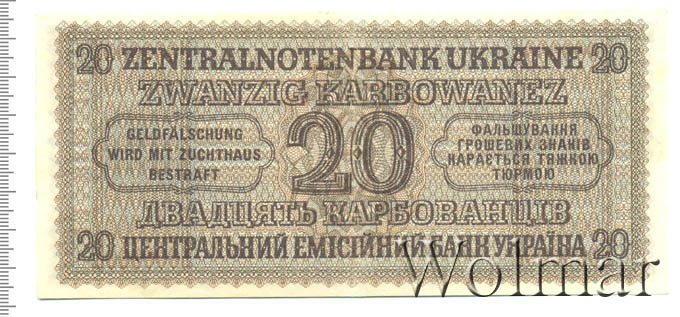 20 ZENTRALNOTENBANK UKRAINE 20
ZWANZIG KARBOWANEZ
GELDFÄLSCHUNG
WIRD MIT ZUCHTHAUS
BESTRAFT
20
ФАЛЬШУВАННЯ
ГРОШЕВИХ ЗНАКІВ
КАРАЄТЬСЯ ТЯЖКОЮ
ТЮРМОЮ
ДВАДЦЯТЬ КАРБОВАНЦІВ
20 ЦЕНТРАЛЬНИЙ ЕМІСІЙНИЙ БАНК УКРАЇНА 20
Wolmar